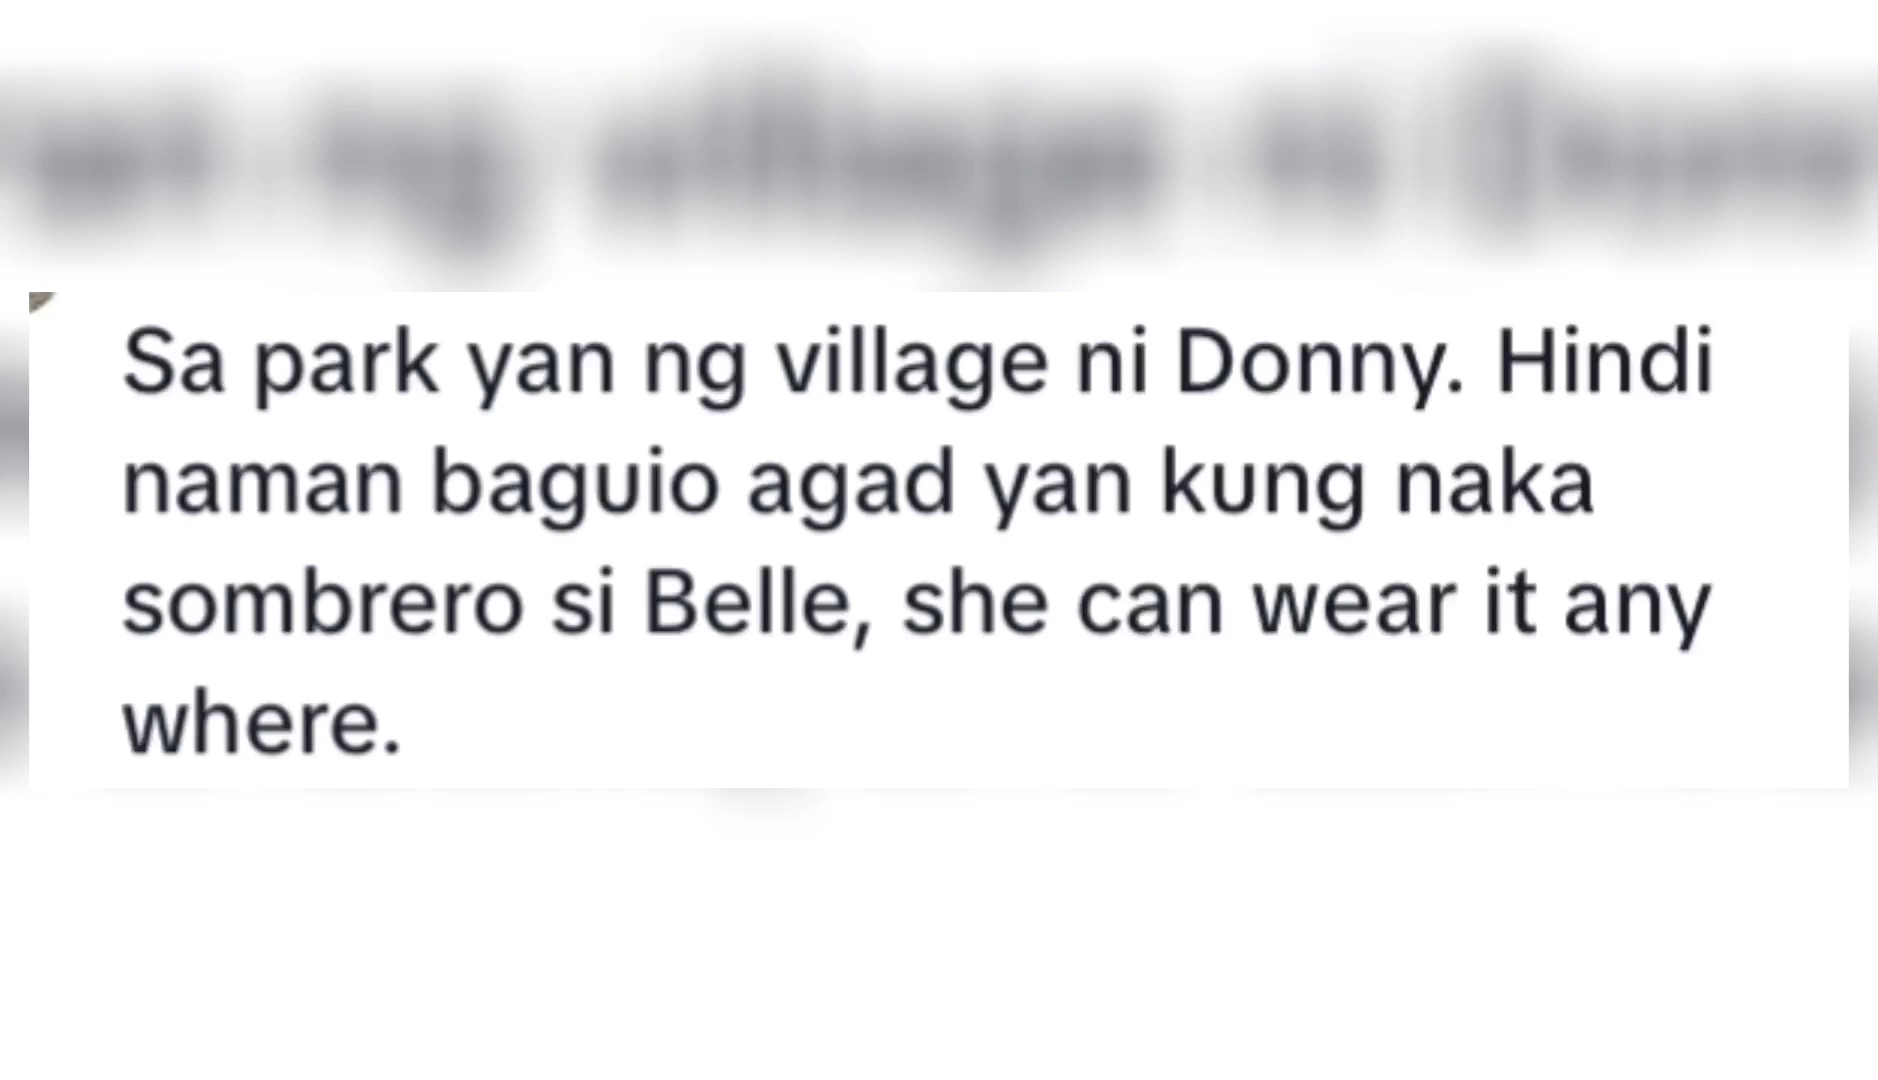 Sa park yan ng village ni Donny. Hindi
naman baguio agad yan kung naka
sombrero si Belle, she can wear it any
where.